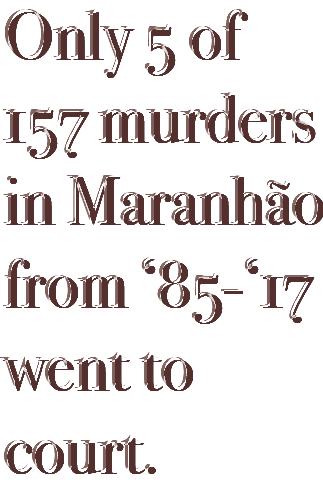 Only 5 of
157 murders
in Maranhão
from ‘85-‘17
went to
court.